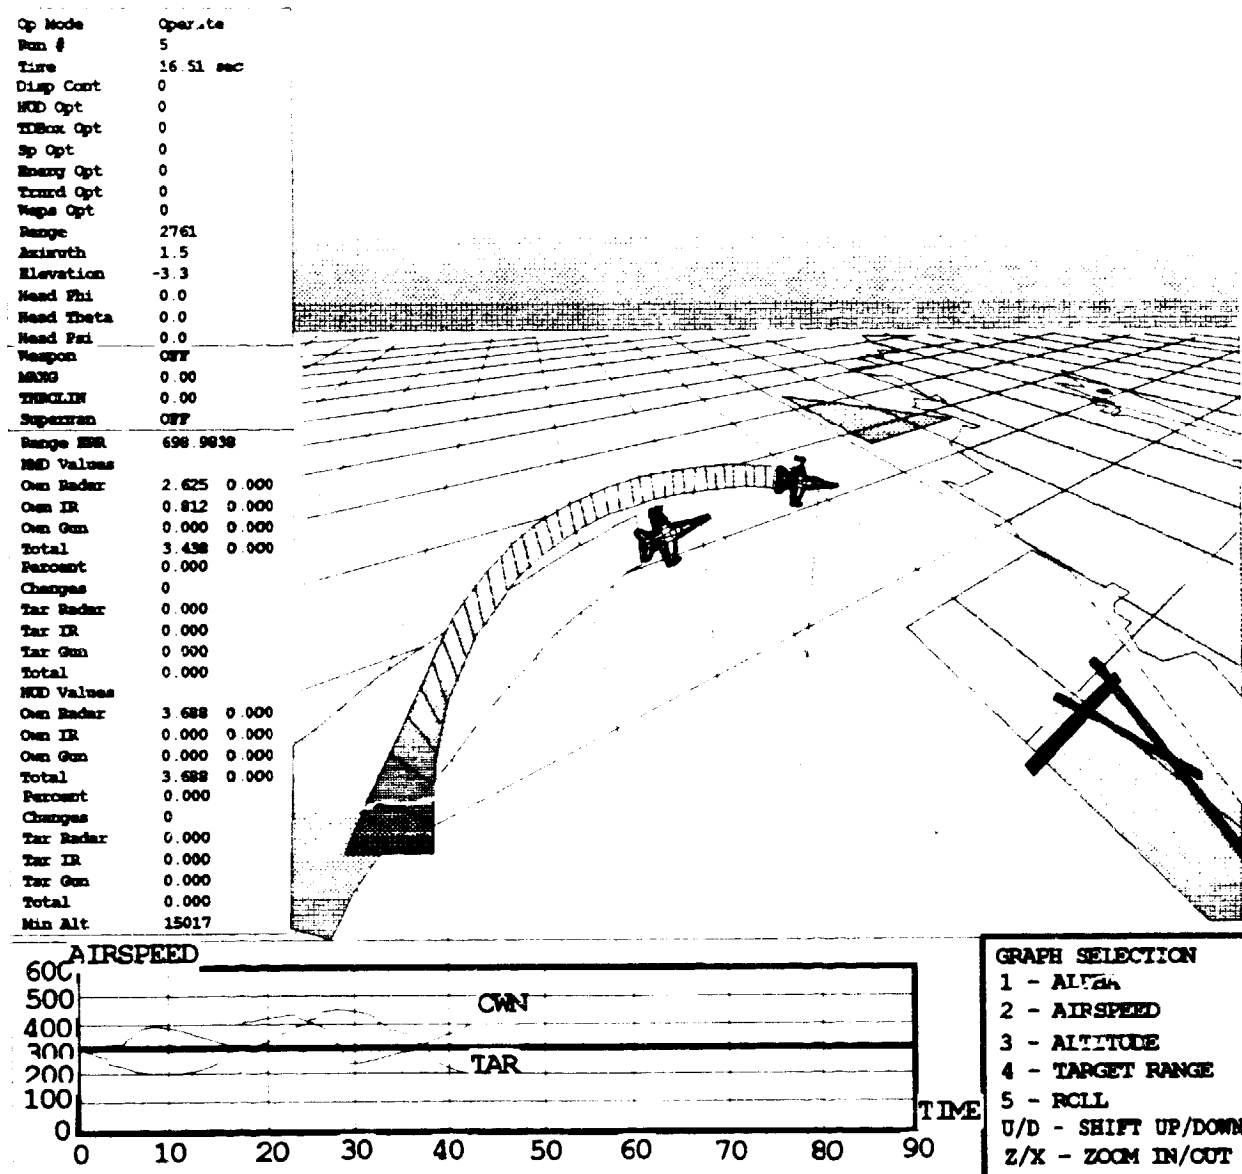 Op Mode Operate
Run # 5
Time 16.51 sec
Disp Cont 0
HUD Opt 0
TDBox Opt 0
Sp Opt 0
Energy Opt 0
Trnrd Opt 0
Weps Opt 0
Range 2761
Azimuth 1.5
Elevation -3.3
Head Phi 0.0
Head Theta 0.0
Head Psi 0.0
Weapon OFF
0.00
0.00
Superman OFF
Range ERR 698.9838
HMD Values
Own Radar 2.625 0.000
Own IR 0.812 0.000
Own Gun 0.000 0.000
Total 3.438 0.000
Percent 0.000
Changes 0
Tar Radar 0.000
Tar IR 0.000
Tar Gun 0.000
Total 0.000
HUD Values
Own Radar 3.688 0.000
Own IR 0.000 0.000
Own Gun 0.000 0.000
Total 3.688 0.000
Percent 0.000
Changes 0
Tar Radar 0.000
Tar IR 0.000
Tar Gun 0.000
Total 0.000
Min Alt 15017
AIRSPEED
600
500
400
300
200
100
0
OWN
TAR
0 10 20 30 40 50 60 70 80 90
TIME
GRAPH SELECTION
1 - ALPHA
2 - AIRSPEED
3 - ALTITUDE
4 - TARGET RANGE
5 - ROLL
U/D - SHIFT UP/DOWN
Z/X - ZOOM IN/OUT